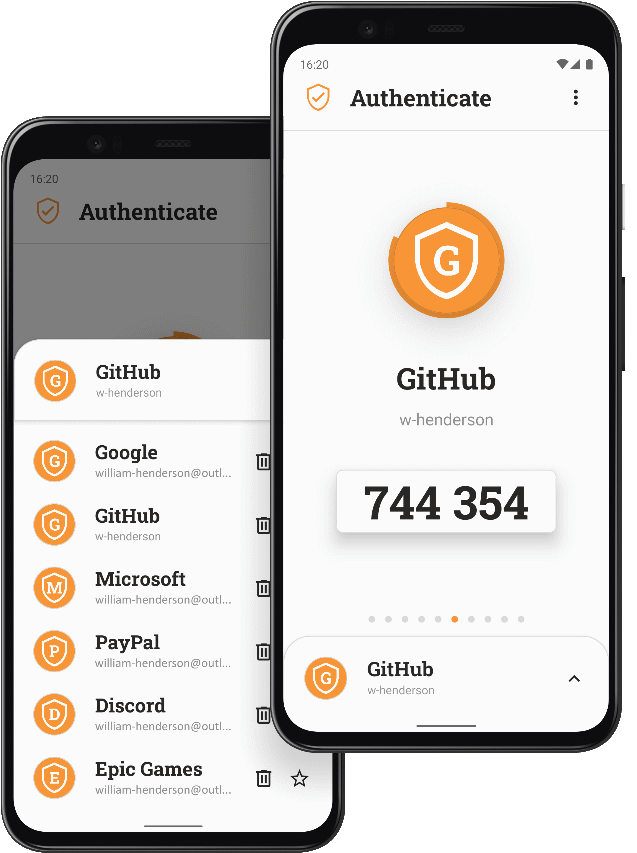 16:20
Authenticate
G
GitHub
w-henderson
744 354
G
GitHub
w-henderson
16:20
Authenticate
G
GitHub
w-henderson
G
Google
william-henderson@outl...
G
GitHub
w-henderson
M
Microsoft
william-henderson@outl...
P
PayPal
william-henderson@outl...
D
Discord
william-henderson@outl...
E
Epic Games
william-henderson@outl...